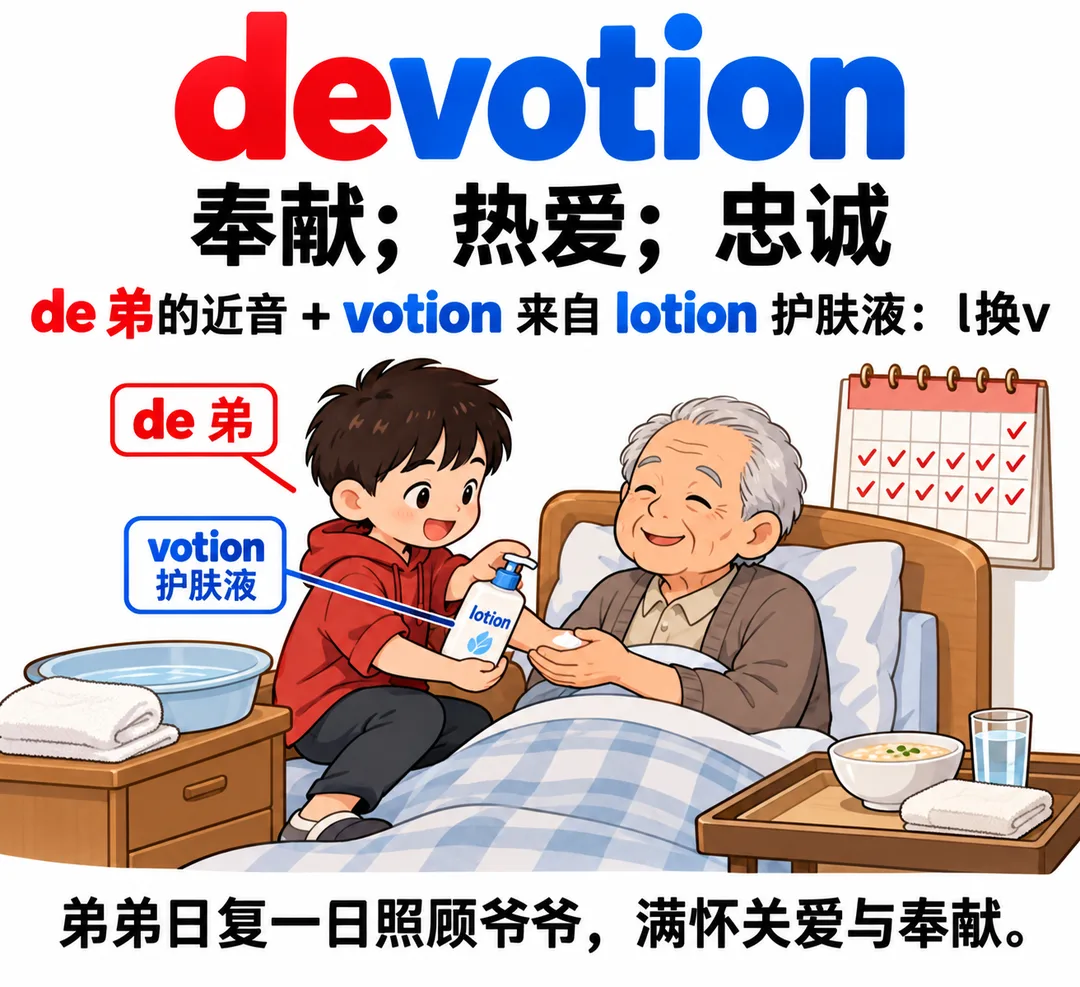 devotion
奉献；热爱；忠诚
de 弟的近音 + votion 来自 lotion 护肤液：l换v
de 弟
votion
护肤液
lotion
弟弟日复一日照顾爷爷，满怀关爱与奉献。